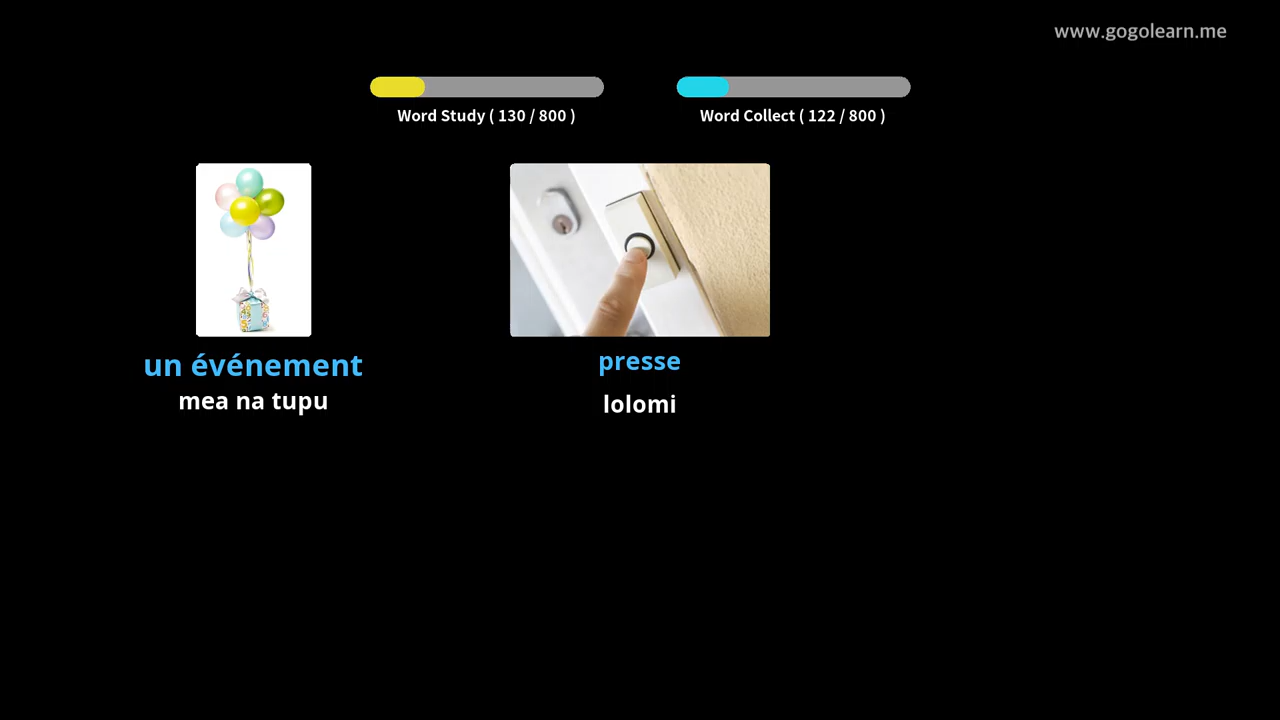 www.gogolearn.me
Word Study ( 130 / 800 )
Word Collect ( 122 / 800 )
un événement
mea na tupu
presse
lolomi